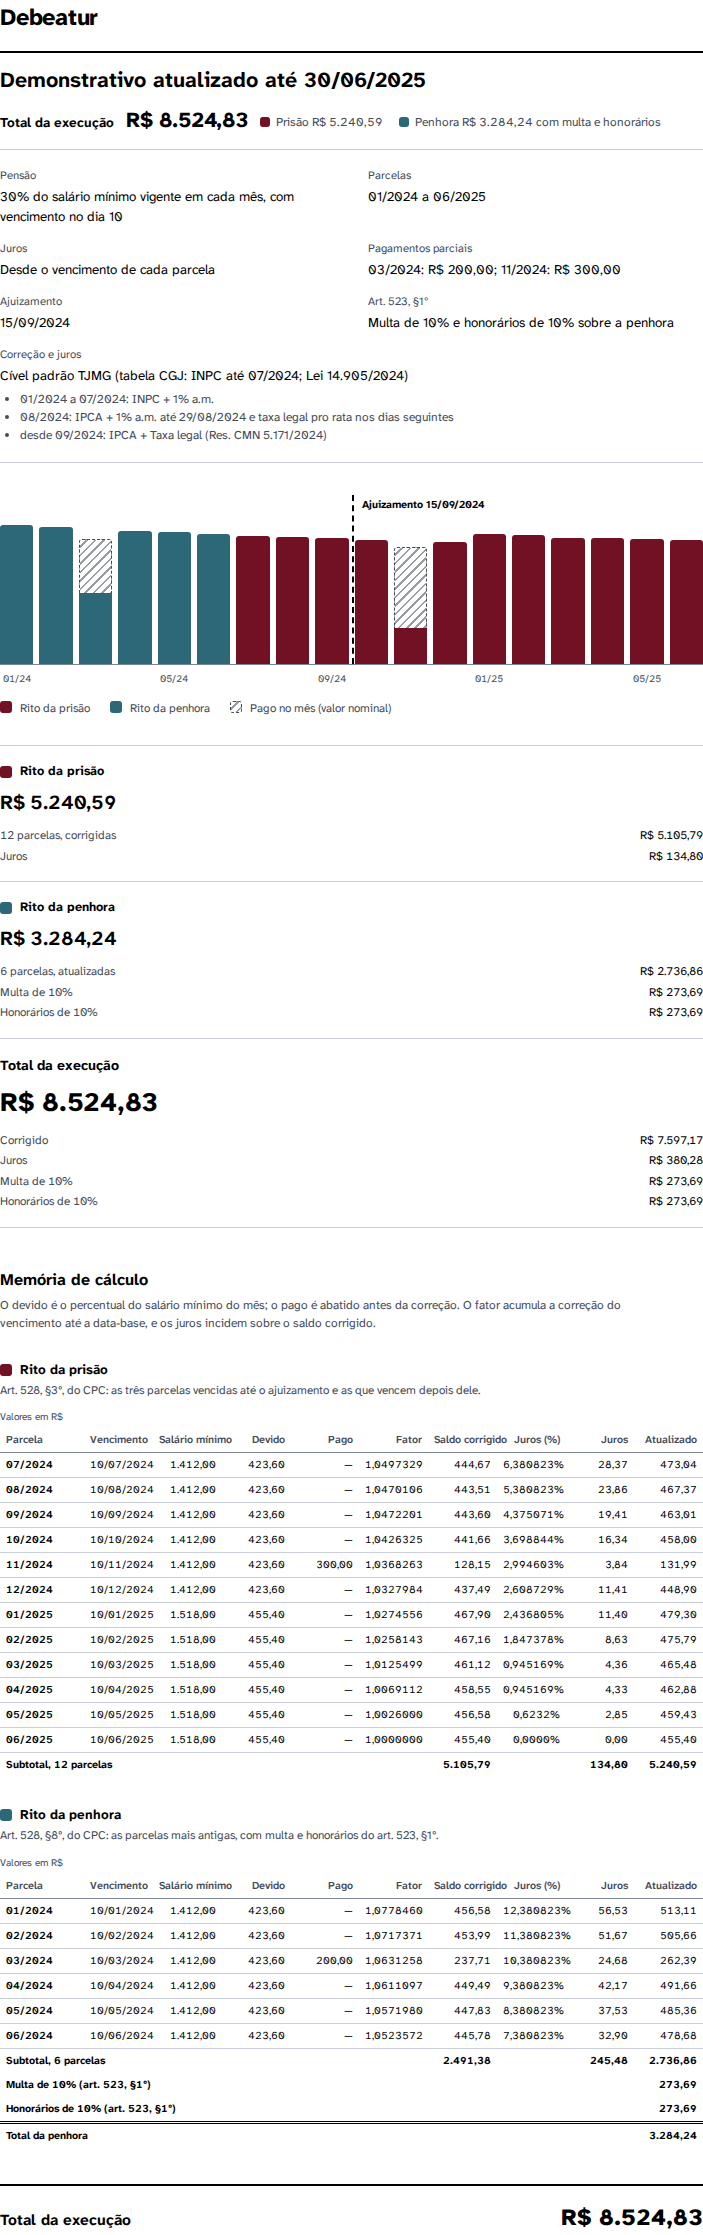 Debeatur
Demonstrativo atualizado até 30/06/2025
Total da execução R$ 8.524,83 Prisão R$ 5.240,59 Penhora R$ 3.284,24 com multa e honorários
Pensão
30% do salário mínimo vigente em cada mês, com
vencimento no dia 10
Parcelas
01/2024 a 06/2025
Juros
Desde o vencimento de cada parcela
Pagamentos parciais
03/2024: R$ 200,00; 11/2024: R$ 300,00
Ajuizamento
15/09/2024
Art. 523, §1º
Multa de 10% e honorários de 10% sobre a penhora
Correção e juros
Cível padrão TJMG (tabela CGJ: INPC até 07/2024; Lei 14.905/2024)
• 01/2024 a 07/2024: INPC + 1% a.m.
• 08/2024: IPCA + 1% a.m. até 29/08/2024 e taxa legal pro rata nos dias seguintes
• desde 09/2024: IPCA + Taxa legal (Res. CMN 5.171/2024)
Ajuizamento 15/09/2024
01/24 05/24 09/24 01/25 05/25
Rito da prisão Rito da penhora Pago no mês (valor nominal)
Rito da prisão
R$ 5.240,59
12 parcelas, corrigidas R$ 5.105,79
Juros R$ 134,80
Rito da penhora
R$ 3.284,24
6 parcelas, atualizadas R$ 2.736,86
Multa de 10% R$ 273,69
Honorários de 10% R$ 273,69
Total da execução
R$ 8.524,83
Corrigido R$ 7.597,17
Juros R$ 380,28
Multa de 10% R$ 273,69
Honorários de 10% R$ 273,69
Memória de cálculo
O devido é o percentual do salário mínimo do mês; o pago é abatido antes da correção. O fator acumula a correção do
vencimento até a data-base, e os juros incidem sobre o saldo corrigido.
Rito da prisão
Art. 528, §3º, do CPC: as três parcelas vencidas até o ajuizamento e as que vencem depois dele.
Valores em R$
Parcela Vencimento Salário mínimo Devido Pago Fator Saldo corrigido Juros (%) Juros Atualizado
07/2024 10/07/2024 1.412,00 423,60 — 1,0497329 444,67 6,380823% 28,37 473,04
08/2024 10/08/2024 1.412,00 423,60 — 1,0470106 443,51 5,380823% 23,86 467,37
09/2024 10/09/2024 1.412,00 423,60 — 1,0472201 443,60 4,375071% 19,41 463,01
10/2024 10/10/2024 1.412,00 423,60 — 1,0426325 441,66 3,698844% 16,34 458,00
11/2024 10/11/2024 1.412,00 423,60 300,00 1,0368263 128,15 2,994603% 3,84 131,99
12/2024 10/12/2024 1.412,00 423,60 — 1,0327984 437,49 2,608729% 11,41 448,90
01/2025 10/01/2025 1.518,00 455,40 — 1,0274556 467,90 2,436805% 11,40 479,30
02/2025 10/02/2025 1.518,00 455,40 — 1,0258143 467,16 1,847378% 8,63 475,79
03/2025 10/03/2025 1.518,00 455,40 — 1,0125499 461,12 0,945169% 4,36 465,48
04/2025 10/04/2025 1.518,00 455,40 — 1,0069112 458,55 0,945169% 4,33 462,88
05/2025 10/05/2025 1.518,00 455,40 — 1,0026000 456,58 0,6232% 2,85 459,43
06/2025 10/06/2025 1.518,00 455,40 — 1,0000000 455,40 0,0000% 0,00 455,40
Subtotal, 12 parcelas 5.105,79 134,80 5.240,59
Rito da penhora
Art. 528, §8º, do CPC: as parcelas mais antigas, com multa e honorários do art. 523, §1º.
Valores em R$
Parcela Vencimento Salário mínimo Devido Pago Fator Saldo corrigido Juros (%) Juros Atualizado
01/2024 10/01/2024 1.412,00 423,60 — 1,0778460 456,58 12,380823% 56,53 513,11
02/2024 10/02/2024 1.412,00 423,60 — 1,0717371 453,99 11,380823% 51,67 505,66
03/2024 10/03/2024 1.412,00 423,60 200,00 1,0631258 237,71 10,380823% 24,68 262,39
04/2024 10/04/2024 1.412,00 423,60 — 1,0611097 449,49 9,380823% 42,17 491,66
05/2024 10/05/2024 1.412,00 423,60 — 1,0571980 447,83 8,380823% 37,53 485,36
06/2024 10/06/2024 1.412,00 423,60 — 1,0523572 445,78 7,380823% 32,90 478,68
Subtotal, 6 parcelas 2.491,38 245,48 2.736,86
Multa de 10% (art. 523, §1º) 273,69
Honorários de 10% (art. 523, §1º) 273,69
Total da penhora 3.284,24
Total da execução R$ 8.524,83